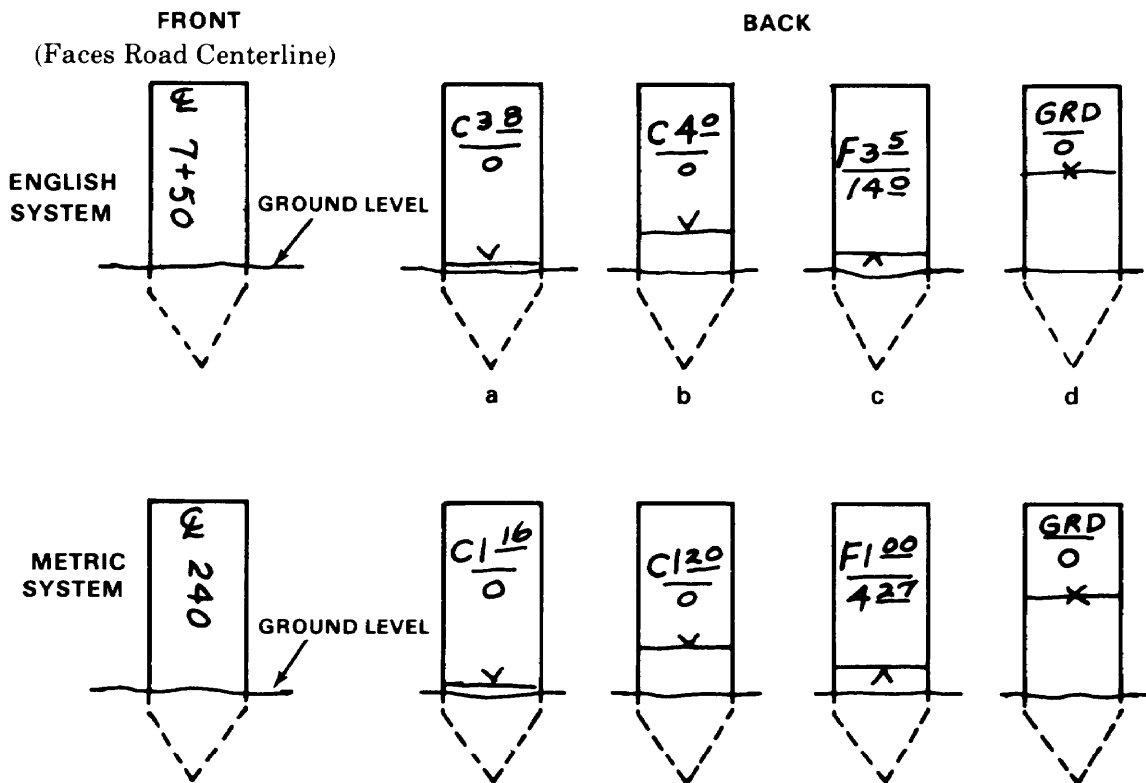 FRONT
(Faces Road Centerline)
BACK
ENGLISH
SYSTEM
℄ 7+50
GROUND LEVEL
C3 8
0
C4 0
0
F3 5
14 0
GRD
0
a
b
c
d
METRIC
SYSTEM
℄ 240
GROUND LEVEL
C1 16
0
C1 20
0
F1 00
4 27
GRD
0